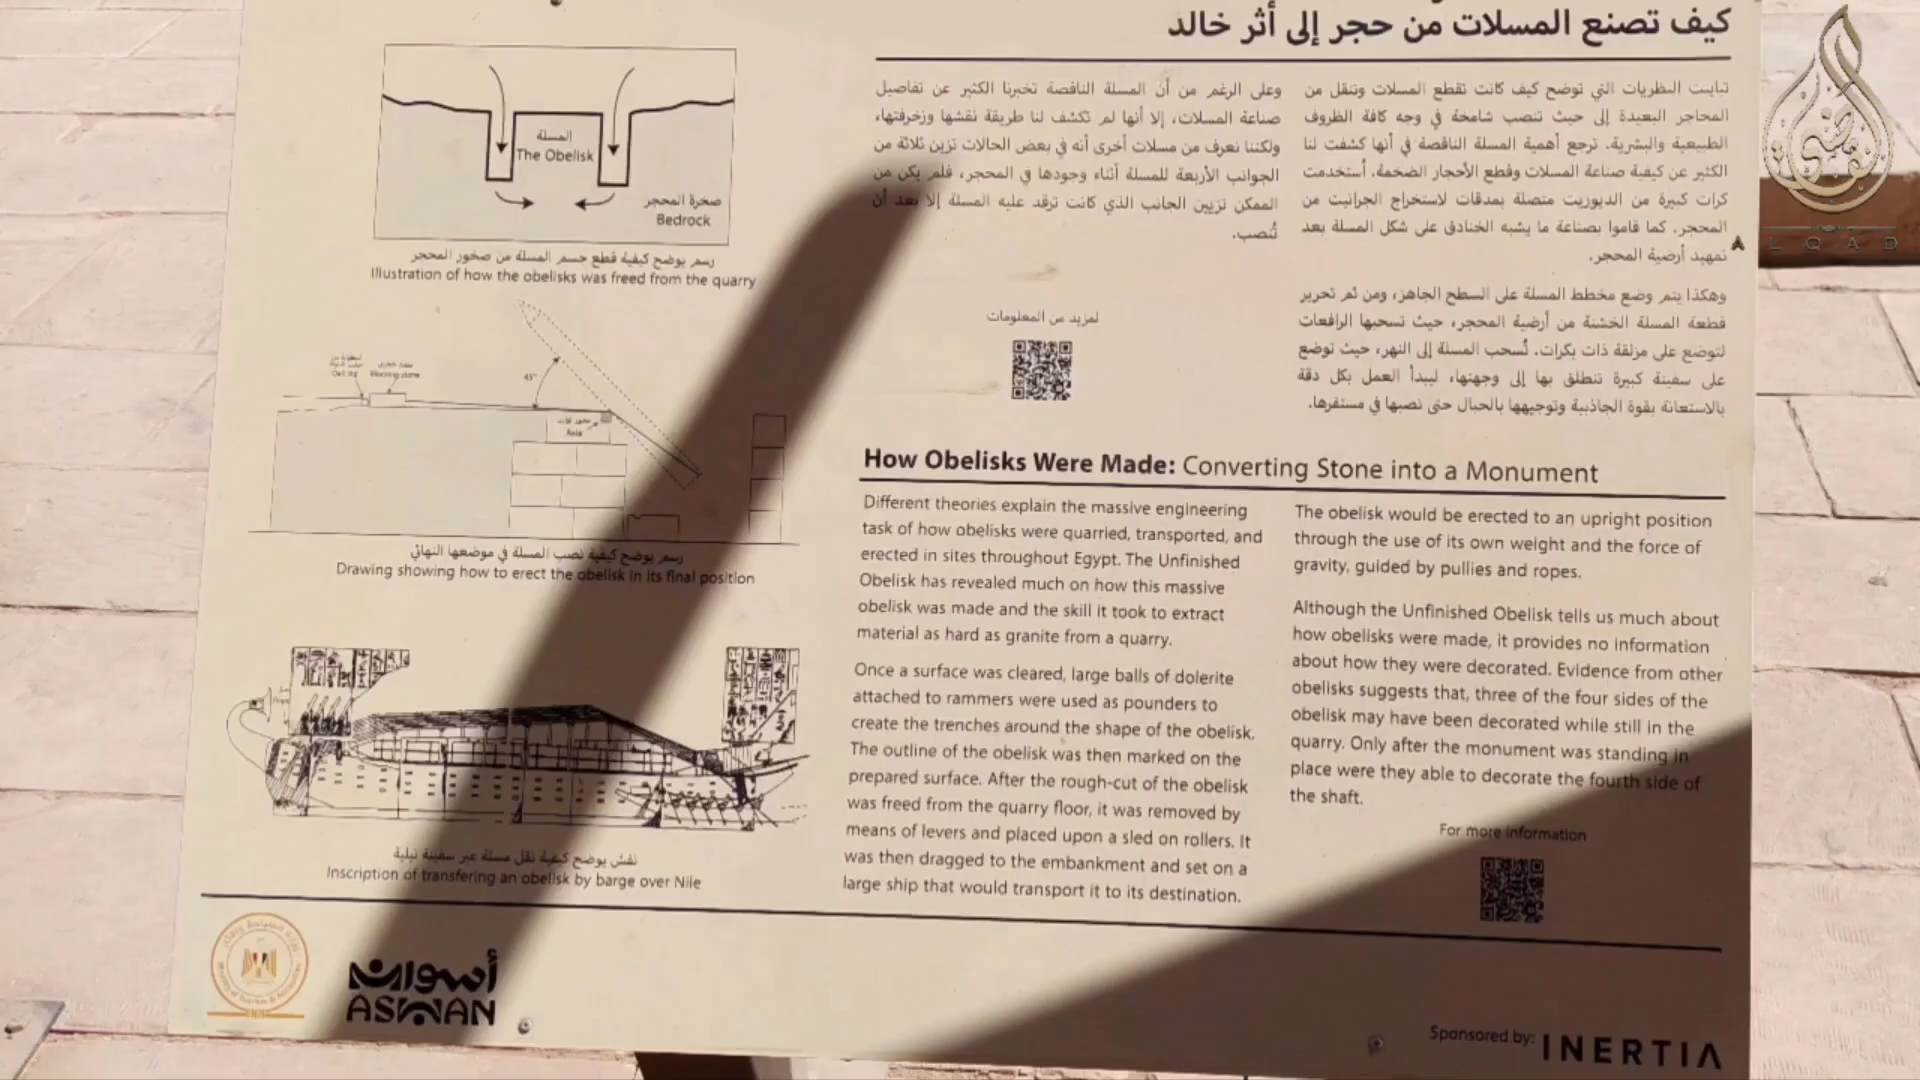 كيف تصنع المسلات من حجر إلى أثر خالد
تباينت النظريات التي توضح كيف كانت تقطع المسلات وتنقل من
المحاجر البعيدة إلى حيث تنصب شامخة في وجه كافة الظروف
الطبيعية والبشرية. ترجع أهمية المسلة الناقصة في أنها كشفت لنا
الكثير عن كيفية صناعة المسلات وقطع الأحجار الضخمة. أستخدمت
كرات كبيرة من الديوريت متصلة بمدقات لاستخراج الجرانيت من
المحجر. كما قاموا بصناعة ما يشبه الخنادق على شكل المسلة بعد
تمهيد أرضية المحجر.
وهكذا يتم وضع مخطط المسلة على السطح الجاهز، ومن ثم تحرير
قطعة المسلة الخشنة من أرضية المحجر، حيث تسحبها الرافعات
لتوضع على مزلقة ذات بكرات. تُسحب المسلة إلى النهر، حيث توضع
على سفينة كبيرة تنطلق بها إلى وجهتها، ليبدأ العمل بكل دقة
بالاستعانة بقوة الجاذبية وتوجيهها بالحبال حتى نصبها في مستقرها.
وعلى الرغم من أن المسلة الناقصة تخبرنا الكثير عن تفاصيل
صناعة المسلات، إلا أنها لم تكشف لنا طريقة نقشها وزخرفتها،
ولكننا نعرف من مسلات أخرى أنه في بعض الحالات تزين ثلاثة من
الجوانب الأربعة للمسلة أثناء وجودها في المحجر، فلم يكن من
الممكن تزيين الجانب الذي كانت ترقد عليه المسلة إلا بعد أن
تُنصب.
لمزيد من المعلومات
المسلة
The Obelisk
صخرة المحجر
Bedrock
رسم يوضح كيفية قطع جسم المسلة من صخور المحجر
Illustration of how the obelisks was freed from the quarry
45°
Axle
رسم يوضح كيفية نصب المسلة في موضعها النهائي
Drawing showing how to erect the obelisk in its final position
نقش يوضح كيفية نقل مسلة عبر سفينة نيلية
Inscription of transfering an obelisk by barge over Nile
How Obelisks Were Made: Converting Stone into a Monument
Different theories explain the massive engineering
task of how obelisks were quarried, transported, and
erected in sites throughout Egypt. The Unfinished
Obelisk has revealed much on how this massive
obelisk was made and the skill it took to extract
material as hard as granite from a quarry.
Once a surface was cleared, large balls of dolerite
attached to rammers were used as pounders to
create the trenches around the shape of the obelisk.
The outline of the obelisk was then marked on the
prepared surface. After the rough-cut of the obelisk
was freed from the quarry floor, it was removed by
means of levers and placed upon a sled on rollers. It
was then dragged to the embankment and set on a
large ship that would transport it to its destination.
The obelisk would be erected to an upright position
through the use of its own weight and the force of
gravity, guided by pulleys and ropes.
Although the Unfinished Obelisk tells us much about
how obelisks were made, it provides no information
about how they were decorated. Evidence from other
obelisks suggests that, three of the four sides of the
obelisk may have been decorated while still in the
quarry. Only after the monument was standing in
place were they able to decorate the fourth side of
the shaft.
For more information
أسوان
ASWAN
Sponsored by: INERTIA
ALQAD